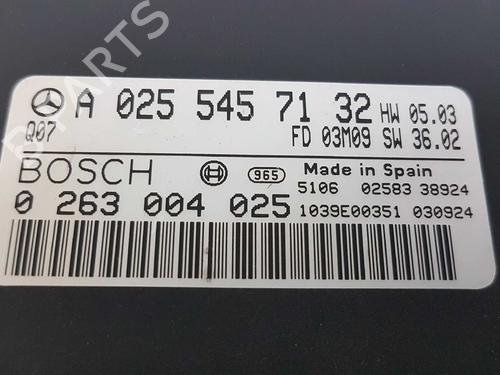 A 025 545 71 32 HW 05.03
Q07 FD 03M09 SW 36.02
BOSCH 965 Made in Spain
5106 02583 38924
0 263 004 025 1039E00351 030924
B-PARTS